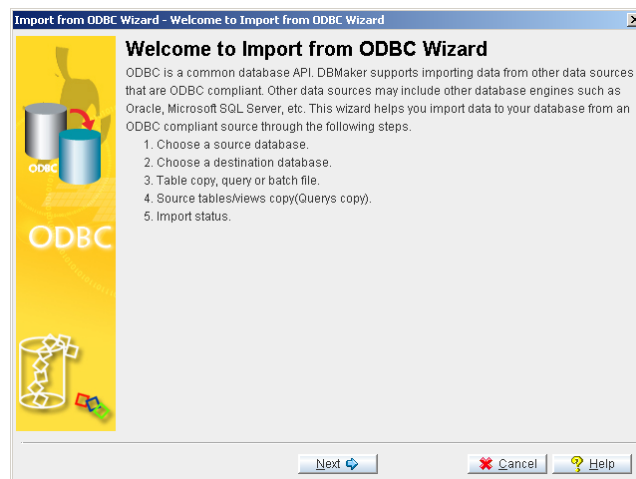 Import from ODBC Wizard - Welcome to Import from ODBC Wizard
Welcome to Import from ODBC Wizard
ODBC is a common database API. DBMaker supports importing data from other data sources
that are ODBC compliant. Other data sources may include other database engines such as
Oracle, Microsoft SQL Server, etc. This wizard helps you import data to your database from an
ODBC compliant source through the following steps.
1. Choose a source database.
2. Choose a destination database.
3. Table copy, query or batch file.
4. Source tables/views copy(Querys copy).
5. Import status.
ODBC
ODBC
Next
Cancel
Help